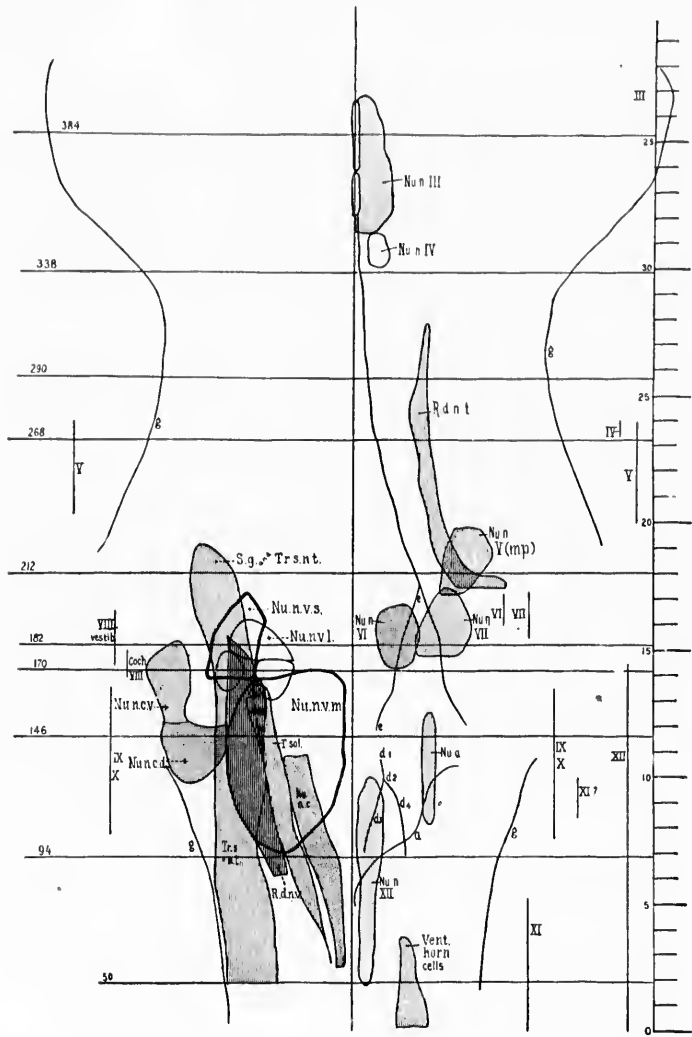 III
384
25
Nu n III
Nu n IV
338
30
g
290
25
R d n t
268
IV
g
V
V
20
Nu n
V (mp)
S.g. Tr s.n.t.
212
Nu.n.v.s.
e
VIII
vestib
Nu n
VI
Nu n
VII
VI
VII
Nu.n.v.l.
182
15
Coch
VIII
170
Nu.n.c.v.
Nu.n.v.m.
e
146
IX
X
T sol.
d1
Nu a
IX
X
XII
Nu.n.c.d.
d2
10
Nu
n.c.
d4
XI ?
d3
a
g
94
g
Tr.s
n.t.
R.d.n.v.
Nu n
XII
5
XI
Vent.
horn
cells
50
0